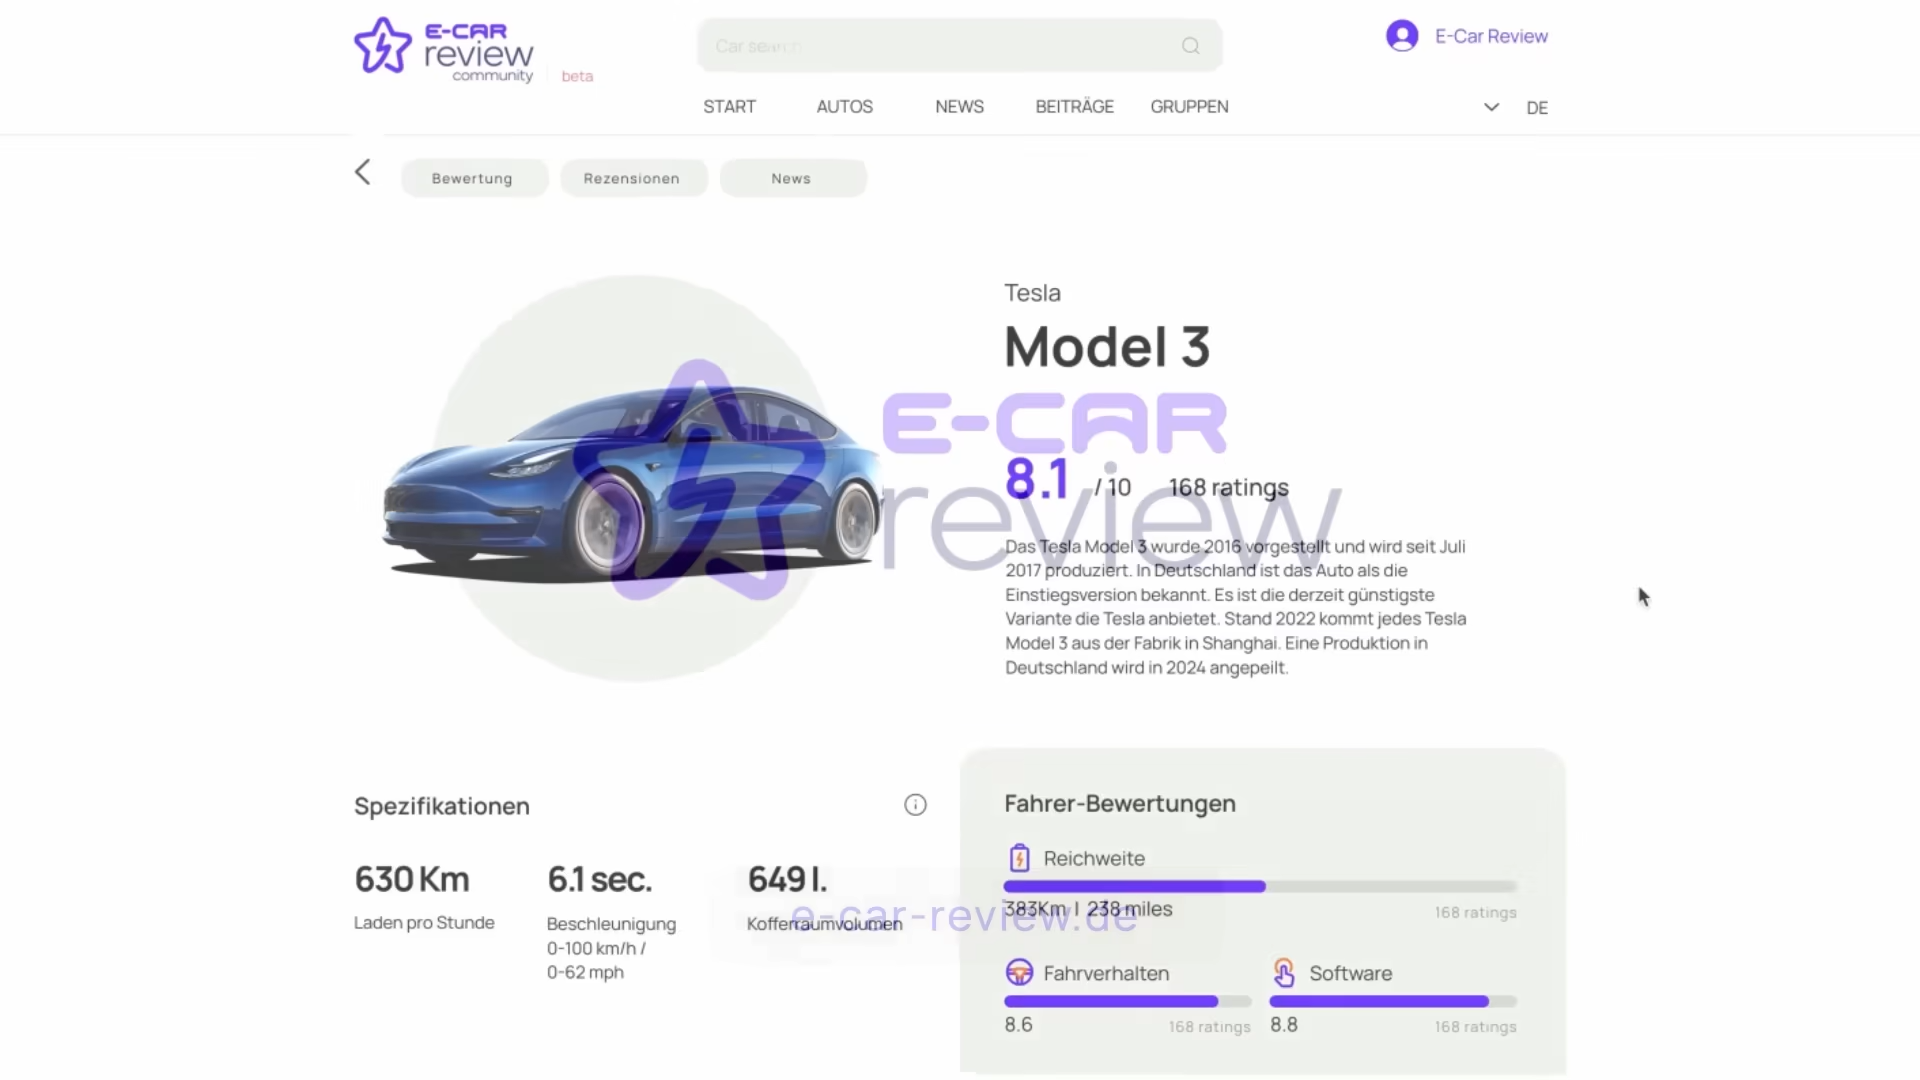 E-CAR
review
community
beta
Car search
E-Car Review
START
AUTOS
NEWS
BEITRÄGE
GRUPPEN
DE
Bewertung
Rezensionen
News
Tesla
Model 3
E-CAR
review
8.1 / 10 168 ratings
Das Tesla Model 3 wurde 2016 vorgestellt und wird seit Juli
2017 produziert. In Deutschland ist das Auto als die
Einstiegsversion bekannt. Es ist die derzeit günstigste
Variante die Tesla anbietet. Stand 2022 kommt jedes Tesla
Model 3 aus der Fabrik in Shanghai. Eine Produktion in
Deutschland wird in 2024 angepeilt.
Spezifikationen
630 Km
Laden pro Stunde
6.1 sec.
Beschleunigung
0-100 km/h /
0-62 mph
649 l.
Kofferraumvolumen
e-car-review.de
Fahrer-Bewertungen
Reichweite
383Km | 238 miles
168 ratings
Fahrverhalten
8.6
168 ratings
Software
8.8
168 ratings